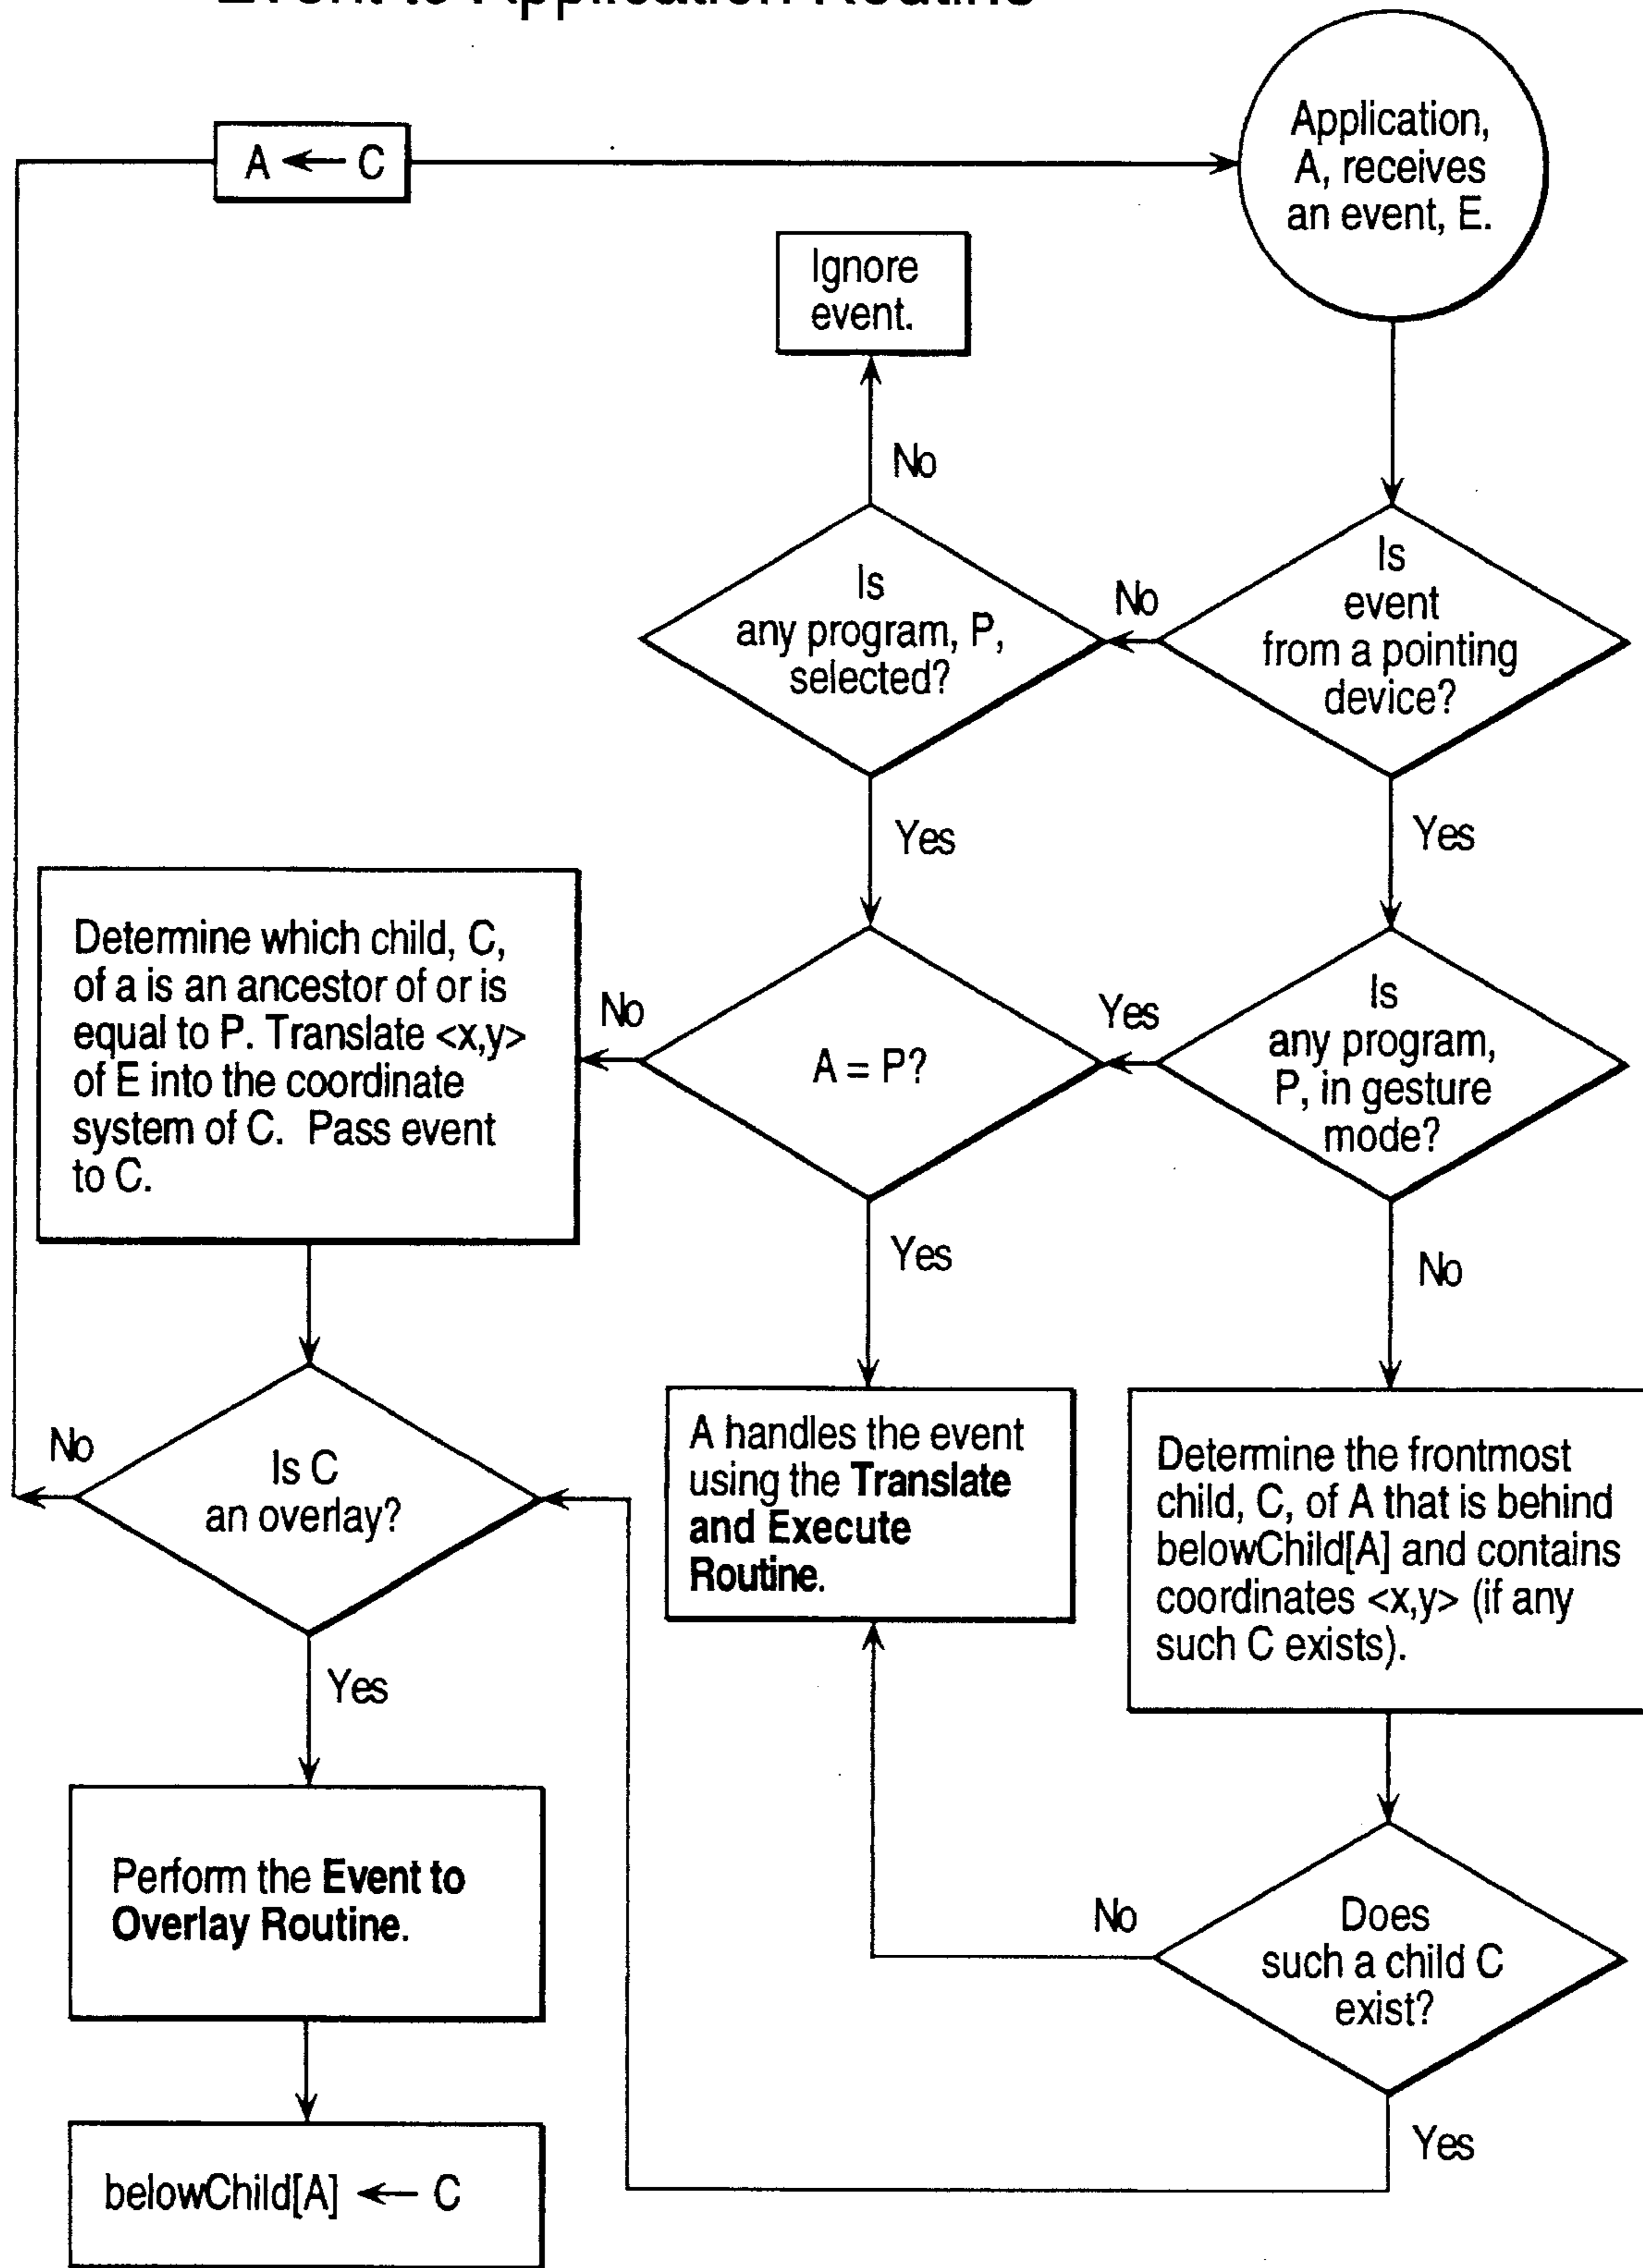 Event to Application Routine
A ← C
Application,
A, receives
an event, E.
Ignore
event.
No
Is
any program, P,
selected?
No
Is
event
from a pointing
device?
Yes
Yes
Determine which child, C,
of a is an ancestor of or is
equal to P. Translate <x,y>
of E into the coordinate
system of C. Pass event
to C.
No
A = P?
Yes
Is
any program,
P, in gesture
mode?
Yes
No
No
Is C
an overlay?
A handles the event
using the Translate
and Execute
Routine.
Determine the frontmost
child, C, of A that is behind
belowChild[A] and contains
coordinates <x,y> (if any
such C exists).
Yes
Perform the Event to
Overlay Routine.
No
Does
such a child C
exist?
Yes
belowChild[A] ← C